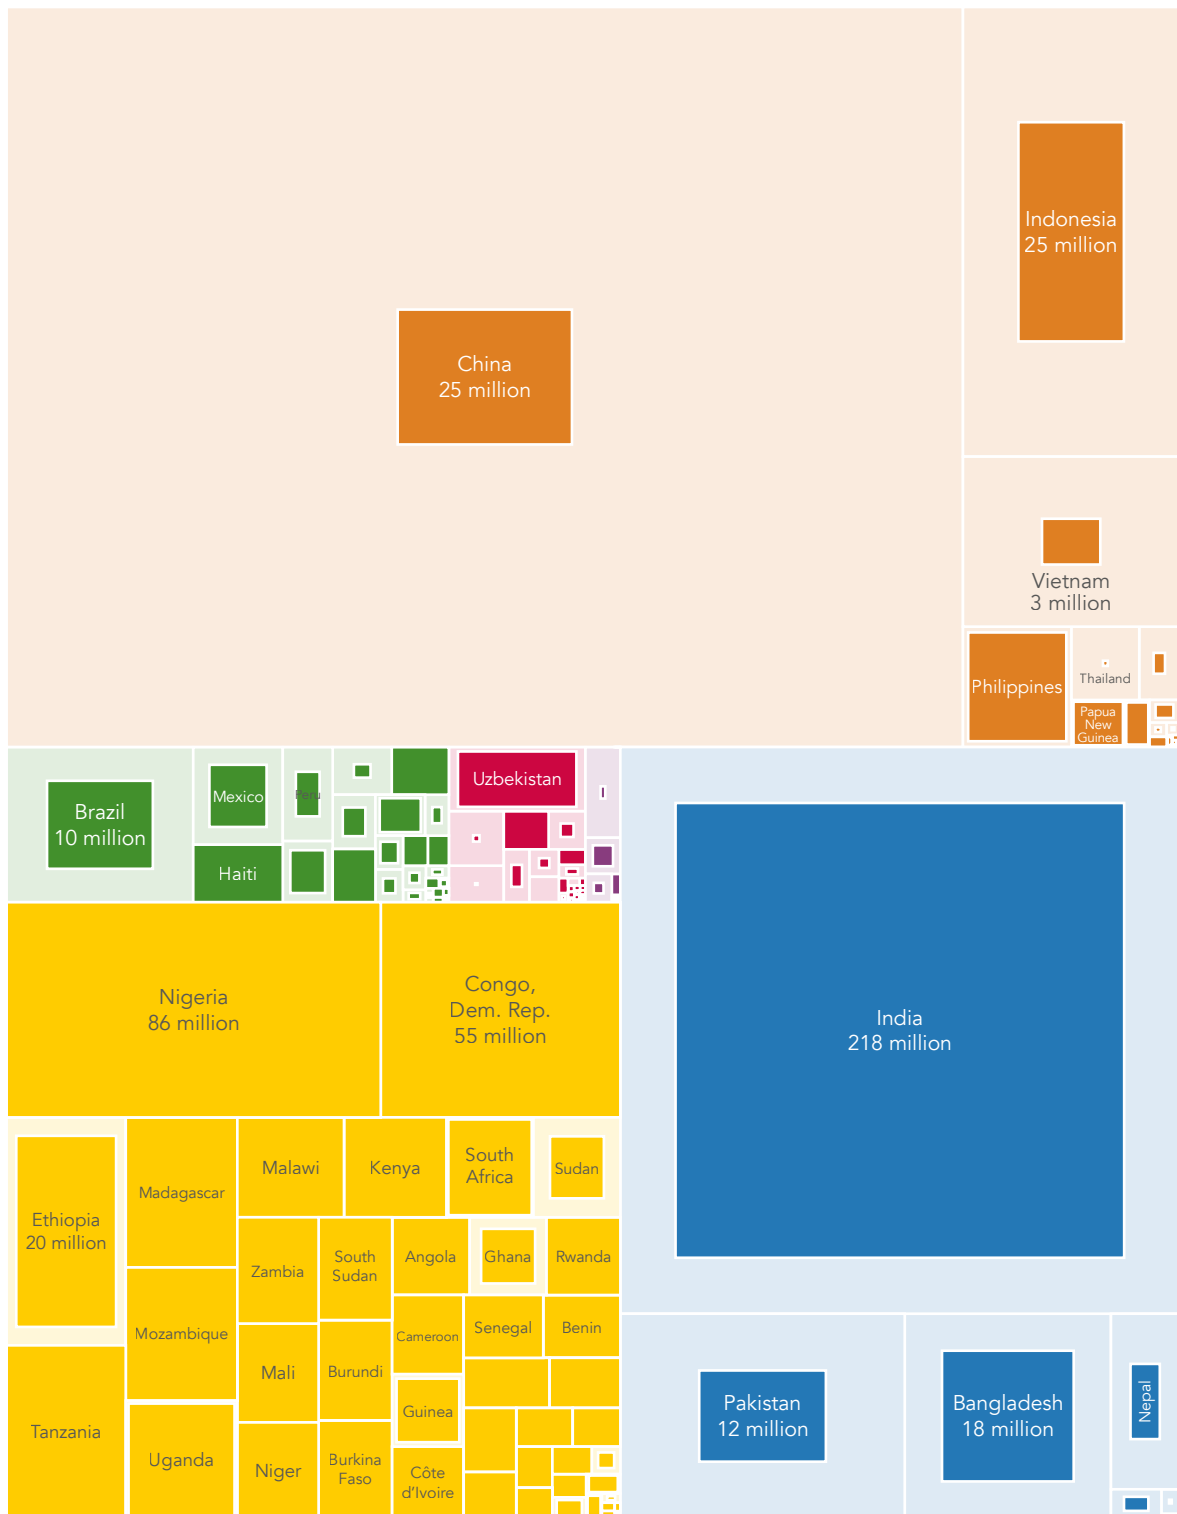 China
25 million
Indonesia
25 million
Vietnam
3 million
Philippines
Thailand
Papua
New
Guinea
Brazil
10 million
Mexico
Peru
Haiti
Uzbekistan
Nigeria
86 million
Congo,
Dem. Rep.
55 million
India
218 million
Ethiopia
20 million
Madagascar
Malawi
Kenya
South
Africa
Sudan
Zambia
South
Sudan
Angola
Ghana
Rwanda
Mozambique
Cameroon
Senegal
Benin
Tanzania
Mali
Burundi
Guinea
Uganda
Niger
Burkina
Faso
Côte
d’Ivoire
Pakistan
12 million
Bangladesh
18 million
Nepal